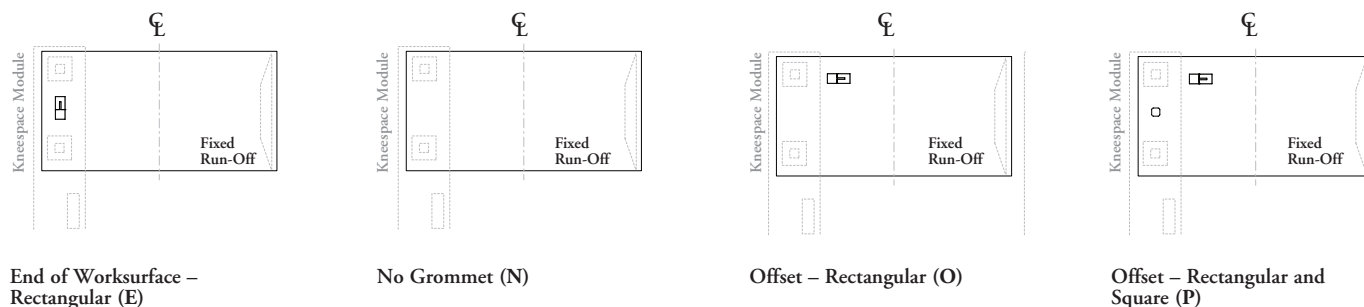 ℄
Kneespace Module
Fixed
Run-Off
End of Worksurface –
Rectangular (E)
℄
Kneespace Module
Fixed
Run-Off
No Grommet (N)
℄
Kneespace Module
Fixed
Run-Off
Offset – Rectangular (O)
℄
Kneespace Module
Fixed
Run-Off
Offset – Rectangular and
Square (P)